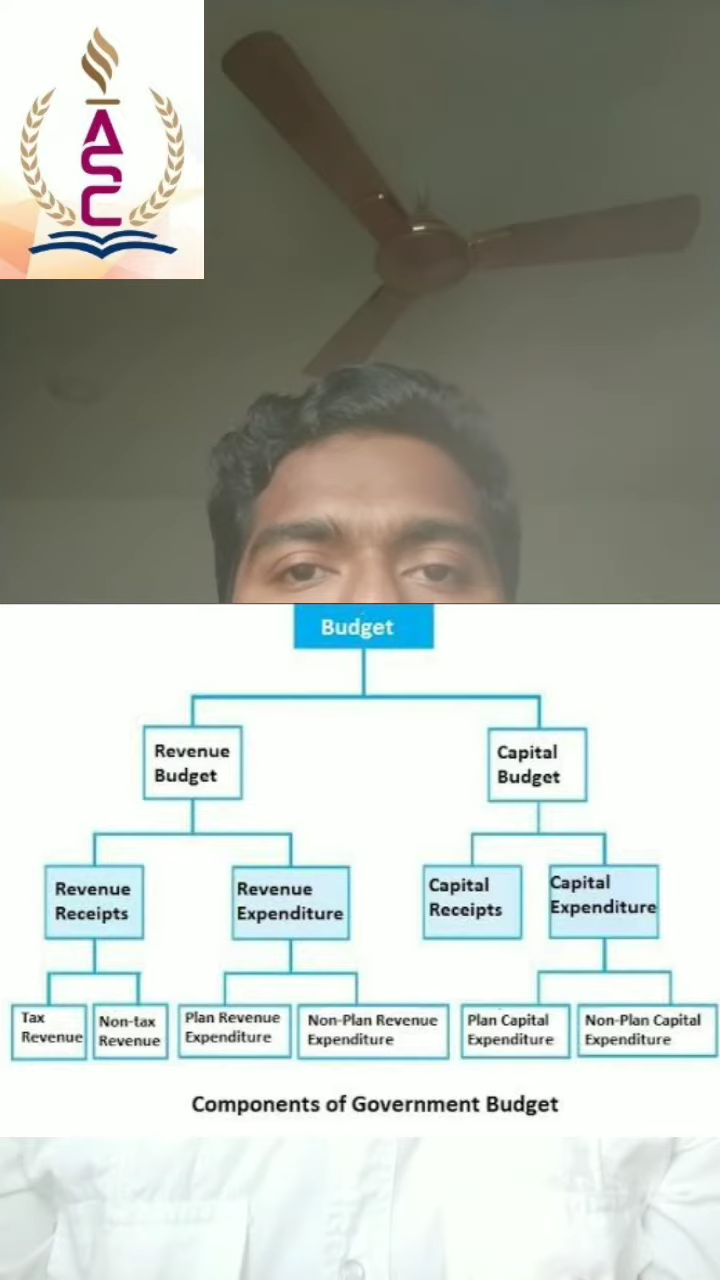 ASC
Budget
Revenue
Budget
Capital
Budget
Revenue
Receipts
Revenue
Expenditure
Capital
Receipts
Capital
Expenditure
Tax
Revenue
Non-tax
Revenue
Plan Revenue
Expenditure
Non-Plan Revenue
Expenditure
Plan Capital
Expenditure
Non-Plan Capital
Expenditure
Components of Government Budget